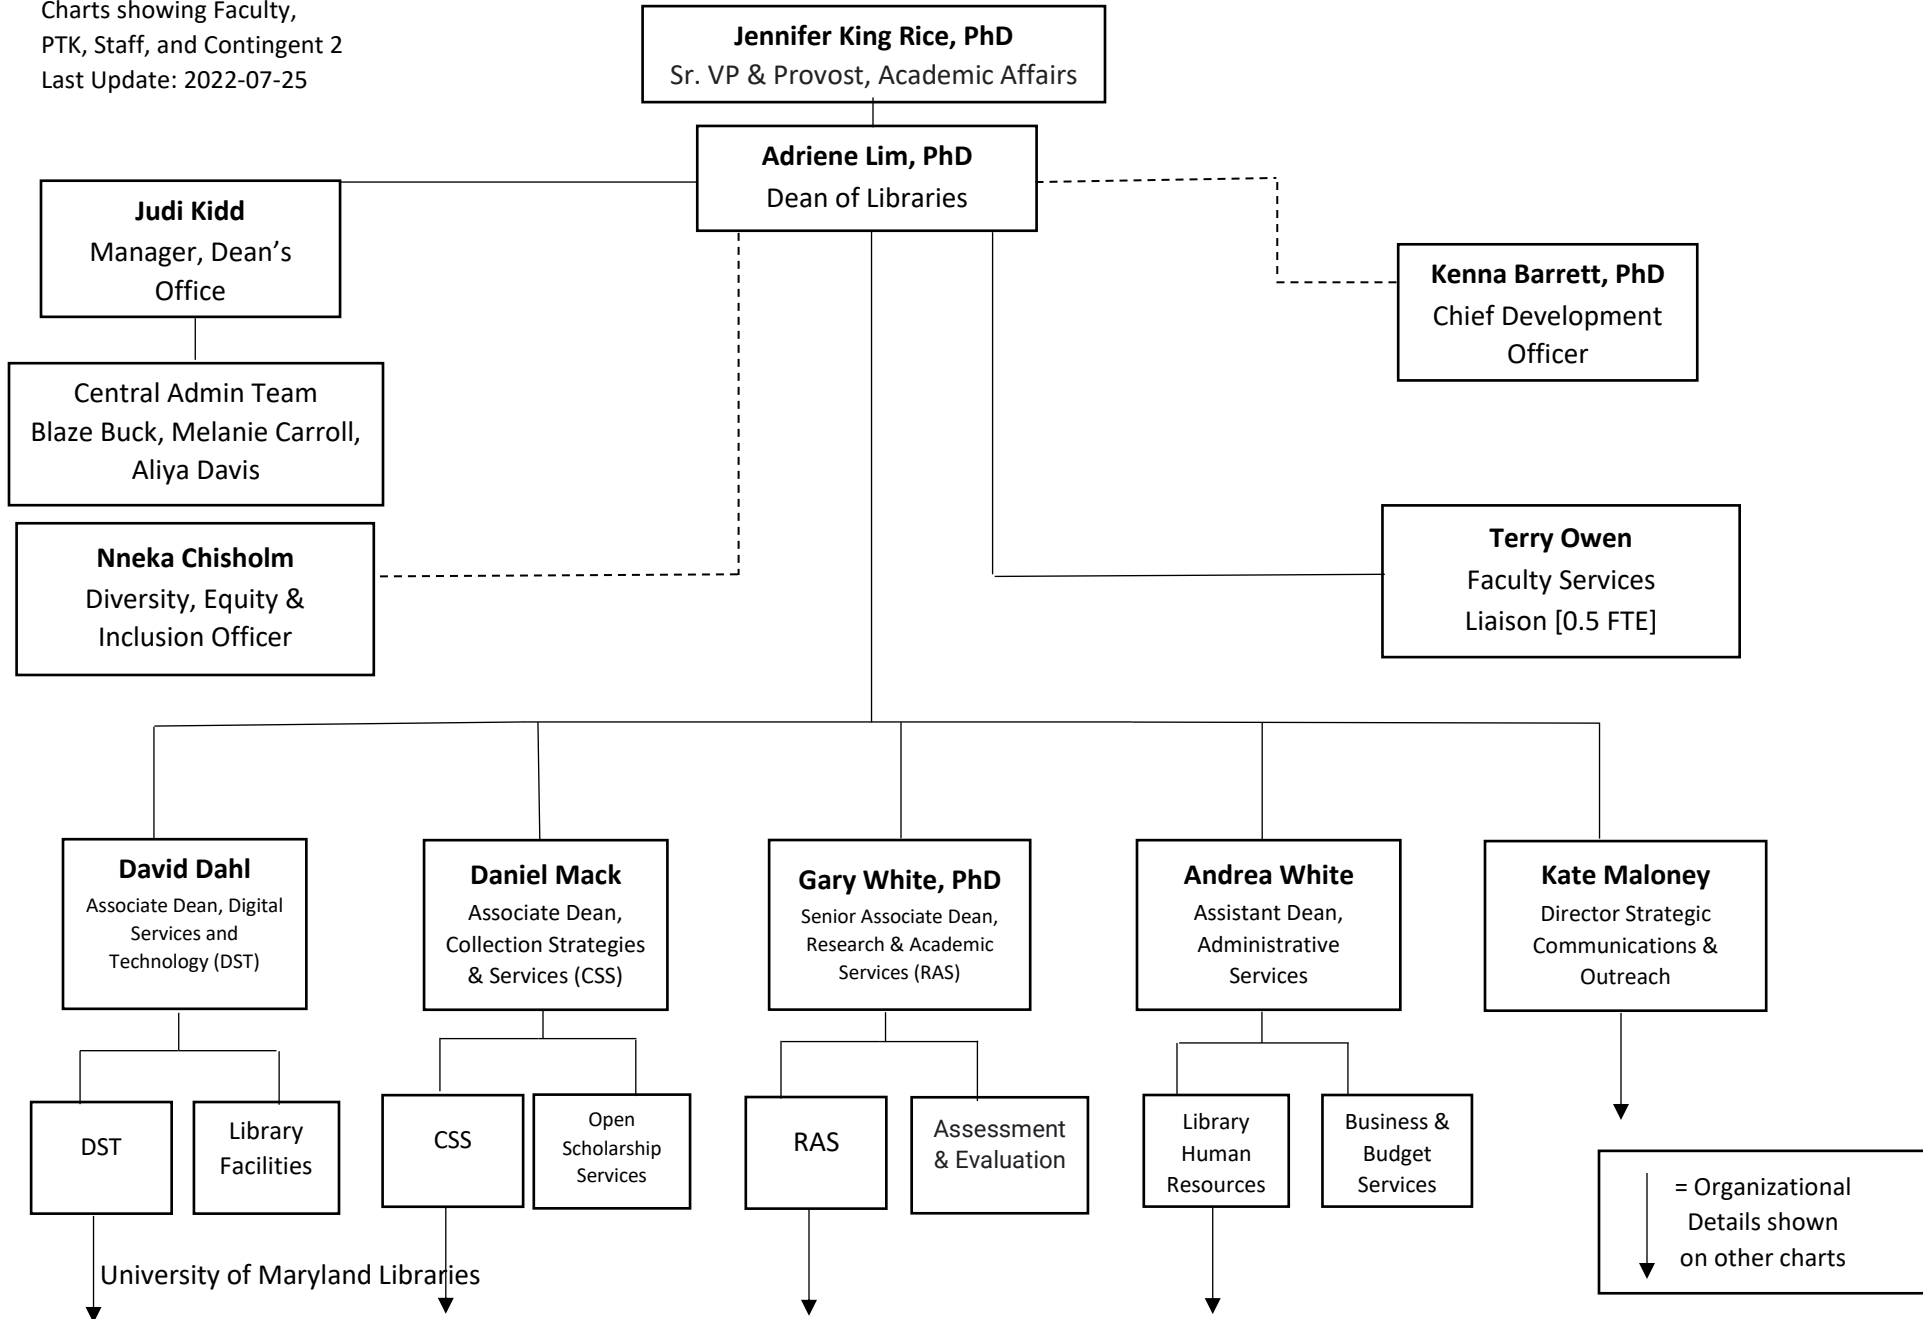 Charts showing Faculty,
PTK, Staff, and Contingent 2
Last Update: 2022-07-25
Jennifer King Rice, PhD
Sr. VP & Provost, Academic Affairs
Adriene Lim, PhD
Dean of Libraries
Judi Kidd
Manager, Dean’s
Office
Kenna Barrett, PhD
Chief Development
Officer
Central Admin Team
Blaze Buck, Melanie Carroll,
Aliya Davis
Nneka Chisholm
Diversity, Equity &
Inclusion Officer
Terry Owen
Faculty Services
Liaison [0.5 FTE]
David Dahl
Associate Dean, Digital
Services and
Technology (DST)
Daniel Mack
Associate Dean,
Collection Strategies
& Services (CSS)
Gary White, PhD
Senior Associate Dean,
Research & Academic
Services (RAS)
Andrea White
Assistant Dean,
Administrative
Services
Kate Maloney
Director Strategic
Communications &
Outreach
DST
Library
Facilities
CSS
Open
Scholarship
Services
RAS
Assessment
& Evaluation
Library
Human
Resources
Business &
Budget
Services
= Organizational
Details shown
on other charts
University of Maryland Libraries